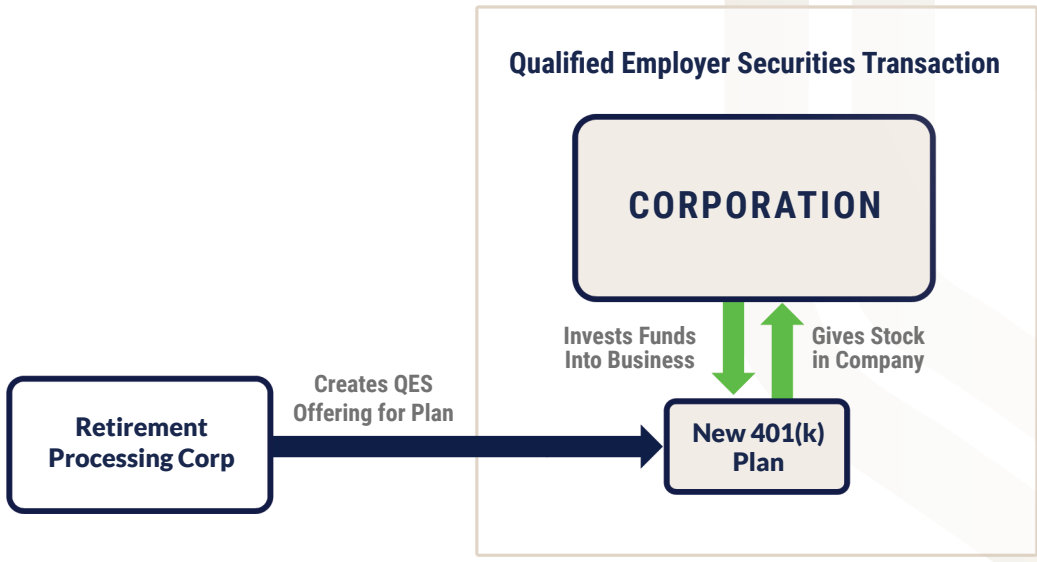 Qualified Employer Securities Transaction
CORPORATION
Invests Funds
Into Business
Gives Stock
in Company
Creates QES
Offering for Plan
Retirement
Processing Corp
New 401(k)
Plan